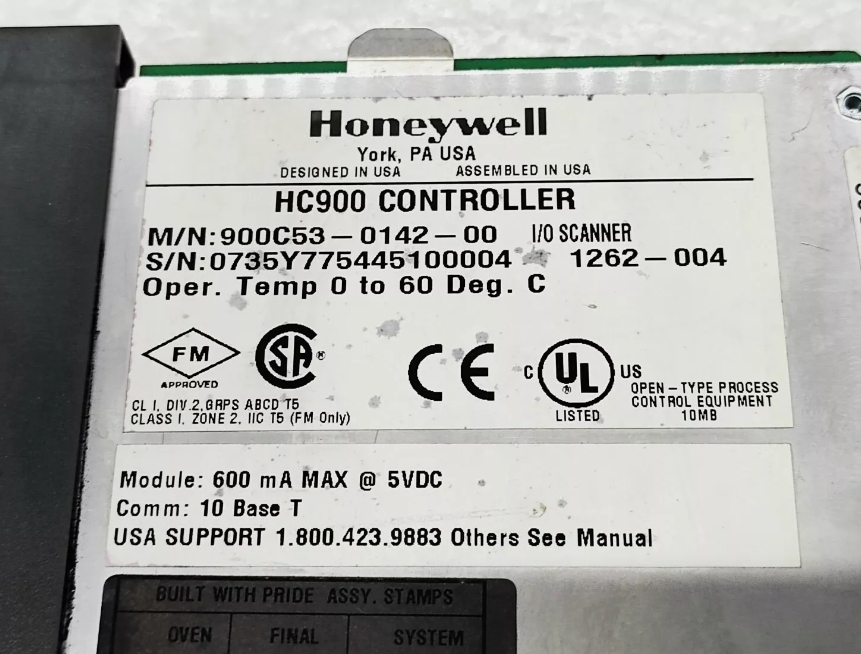 Honeywell
York, PA USA
DESIGNED IN USA ASSEMBLED IN USA
HC900 CONTROLLER
M/N:900C53-0142-00 I/O SCANNER
S/N:0735Y775445100004 1262-004
Oper. Temp 0 to 60 Deg. C
FM
APPROVED
SA ®
CE
C UL ® US
LISTED
OPEN-TYPE PROCESS
CONTROL EQUIPMENT
10MB
CL I, DIV.2,GRPS ABCD T5
CLASS I, ZONE 2, IIC T5 (FM Only)
Module: 600 mA MAX @ 5VDC
Comm: 10 Base T
USA SUPPORT 1.800.423.9883 Others See Manual
BUILT WITH PRIDE ASSY. STAMPS
OVEN FINAL SYSTEM